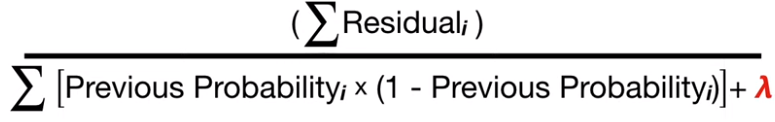 ( ∑ Residualᵢ )
∑ [Previous Probabilityᵢ x (1 - Previous Probabilityᵢ)] + λ